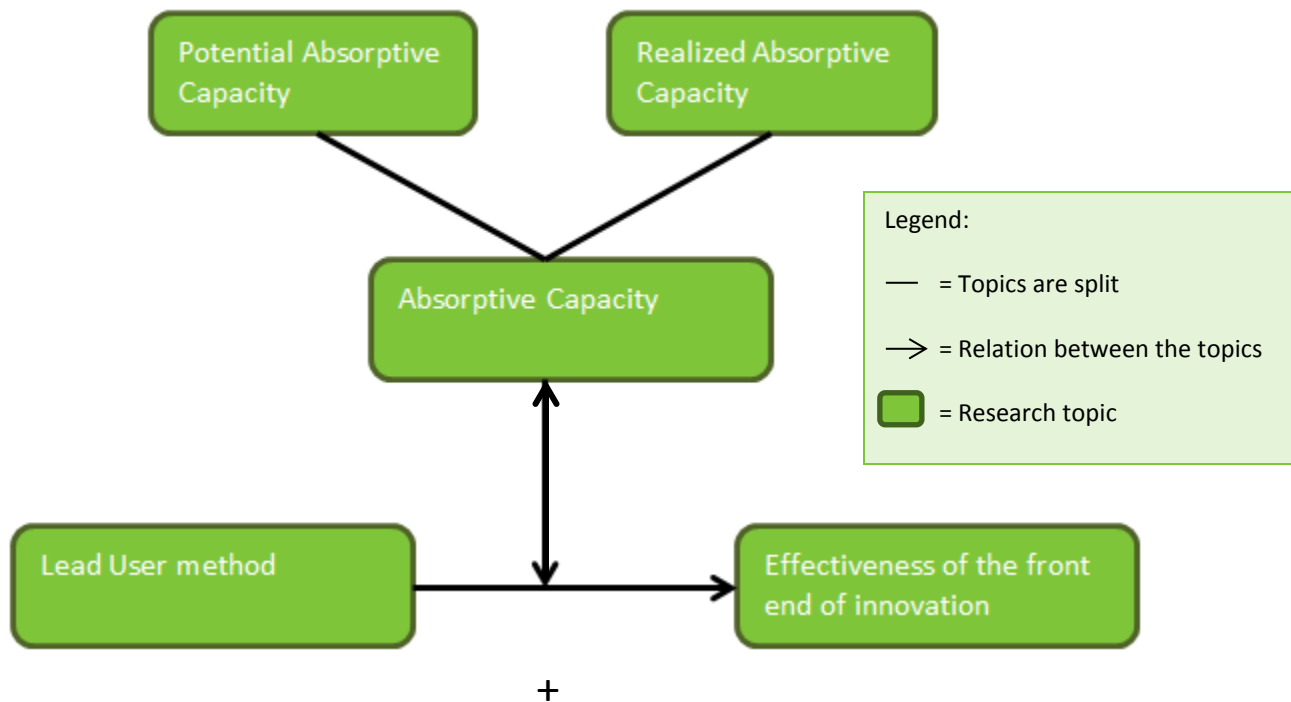 Potential Absorptive
Capacity
Realized Absorptive
Capacity
Legend:
= Topics are split
= Relation between the topics
= Research topic
Absorptive Capacity
Lead User method
Effectiveness of the front
end of innovation
+